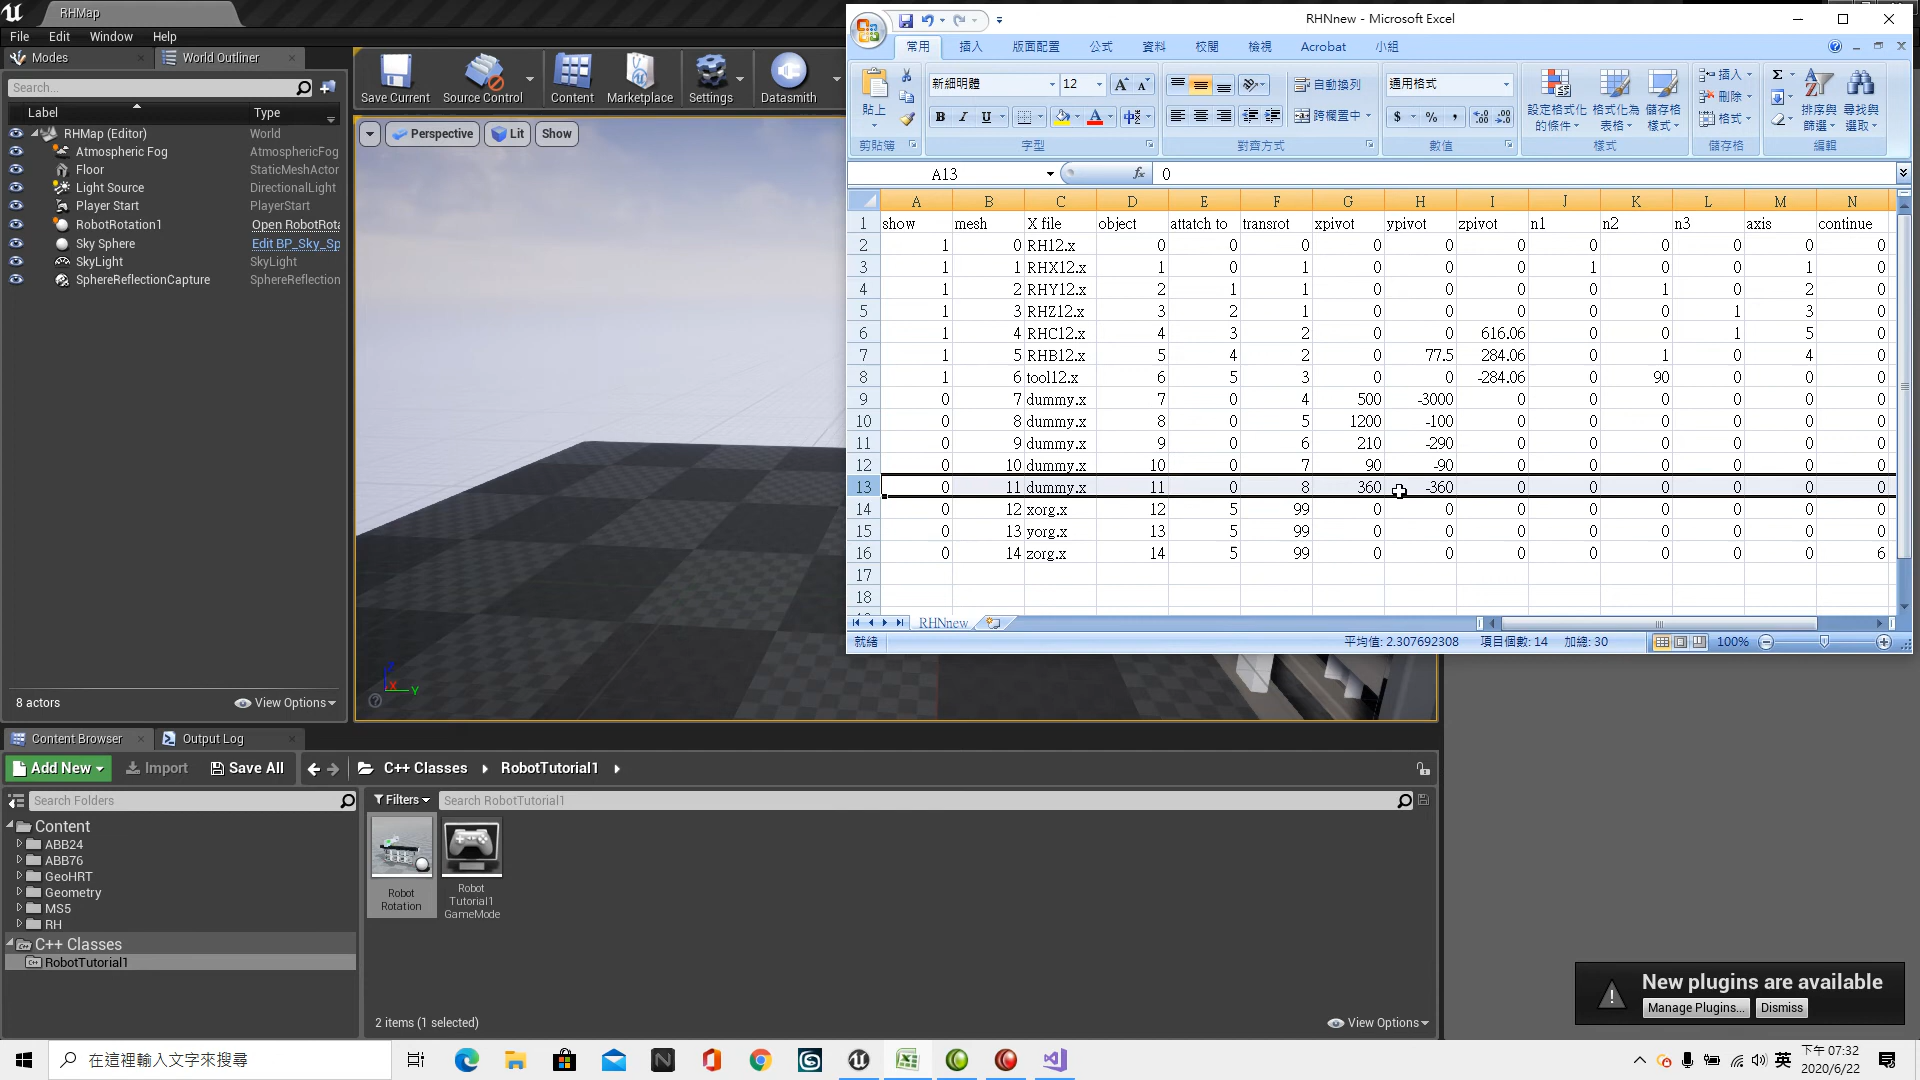 RHMap
File Edit Window Help
Modes World Outliner
Search...
Label Type
RHMap (Editor) World
Atmospheric Fog AtmosphericFog
Floor StaticMeshActor
Light Source DirectionalLight
Player Start PlayerStart
RobotRotation1 Open RobotRota
Sky Sphere Edit BP_Sky_Sp
SkyLight SkyLight
SphereReflectionCapture SphereReflection
8 actors View Options
Save Current Source Control Content Marketplace Settings Datasmith
Perspective Lit Show
X Y
RHNnew - Microsoft Excel
常用 插入 版面配置 公式 資料 校閱 檢視 Acrobat 小組
貼上 剪貼簿
新細明體 12
B I U A
字型
自動換列
跨欄置中
對齊方式
通用格式
$ % ,
數值
設定格式化的條件 格式化為表格 儲存格樣式
樣式
插入
刪除
格式
儲存格
Σ 排序與篩選 尋找與選取
編輯
A13 fx 0
A B C D E F G H I J K L M N
1 show mesh X file object attatch to transrot xpivot ypivot zpivot n1 n2 n3 axis continue
2 1 0 RH12.x 0 0 0 0 0 0 0 0 0 0 0
3 1 1 RHX12.x 1 0 1 0 0 0 1 0 0 1 0
4 1 2 RHY12.x 2 1 1 0 0 0 0 1 0 2 0
5 1 3 RHZ12.x 3 2 1 0 0 0 0 0 1 3 0
6 1 4 RHC12.x 4 3 2 0 0 616.06 0 0 1 5 0
7 1 5 RHB12.x 5 4 2 0 77.5 284.06 0 1 0 4 0
8 1 6 tool12.x 6 5 3 0 0 -284.06 0 90 0 0 0
9 0 7 dummy.x 7 0 4 500 -3000 0 0 0 0 0 0
10 0 8 dummy.x 8 0 5 1200 -100 0 0 0 0 0 0
11 0 9 dummy.x 9 0 6 210 -290 0 0 0 0 0 0
12 0 10 dummy.x 10 0 7 90 -90 0 0 0 0 0 0
13 0 11 dummy.x 11 0 8 360 -360 0 0 0 0 0 0
14 0 12 xorg.x 12 5 99 0 0 0 0 0 0 0 0
15 0 13 yorg.x 13 5 99 0 0 0 0 0 0 0 0
16 0 14 zorg.x 14 5 99 0 0 0 0 0 0 0 6
17
18
RHNnew
就緒 平均值: 2.307692308 項目個數: 14 加總: 30 100%
Content Browser Output Log
Add New Import Save All C++ Classes RobotTutorial1
Search Folders
Content
ABB24
ABB76
GeoHRT
Geometry
MS5
RH
C++ Classes
RobotTutorial1
Filters Search RobotTutorial1
Robot Rotation
Robot Tutorial1 GameMode
2 items (1 selected) View Options
New plugins are available
Manage Plugins... Dismiss
在這裡輸入文字來搜尋
英 下午 07:32
2020/6/22